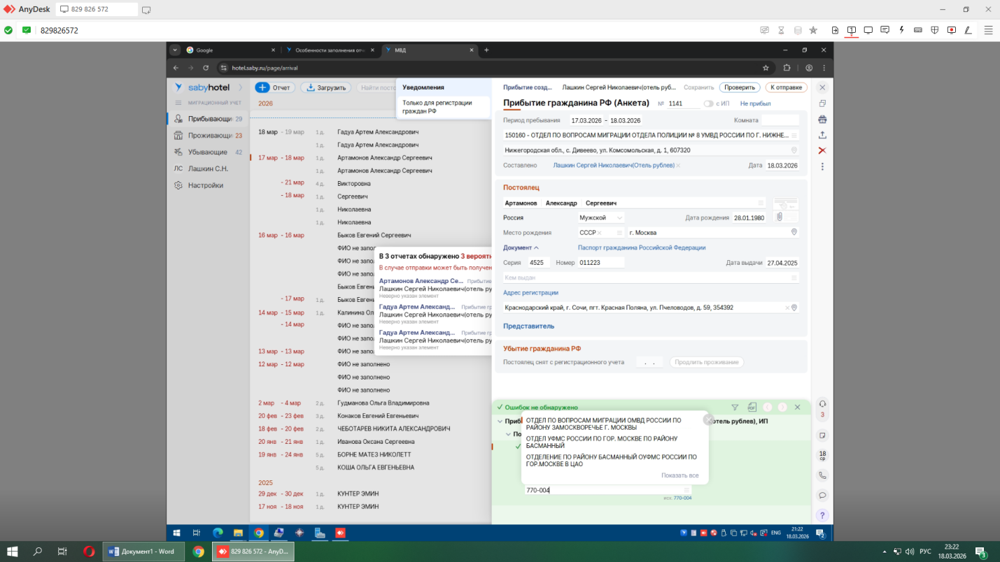 AnyDesk
829 826 572
829826572
Google
Особенности заполнения от
МВД
hotel.saby.ru/page/arrival
sabyhotel
МИГРАЦИОННЫЙ УЧЕТ
Прибывающи 29
Проживающи 23
Убывающие 42
ЛС Лашкин С.Н.
Настройки
Отчет
Загрузить
Найти посто
2026
18 мар - 19 мар 1 д. Гадуа Артем Александрович
1 д. Гадуа Артем Александрович
17 мар - 18 мар 1 д. Артамонов Александр Сергеевич
1 д. Артамонов Александр Сергеевич
- 21 мар 4 д. Викторовна
- 18 мар 1 д. Сергеевич
1 д. Николаевна
1 д. Николаевна
16 мар - 16 мар Быков Евгений Сергеевич
ФИО не запо
ФИО не запо
ФИО не запо
Быков Евген
- 17 мар 1 д. Быков Евген
14 мар - 15 мар 1 д. Калинина Ол
- 14 мар ФИО не запо
ФИО не запо
13 мар - 13 мар ФИО не запо
12 мар - 12 мар ФИО не заполнено
ФИО не заполнено
ФИО не заполнено
2 мар - 4 мар 2 д. Гудманова Ольга Владимировна
20 фев - 23 фев 3 д. Конаков Евгений Евгеньевич
18 фев - 20 фев 2 д. ЧЕБОТАРЕВ НИКИТА АЛЕКСАНДРОВИЧ
20 янв - 21 янв 1 д. Иванова Оксана Сергеевна
19 янв - 24 янв 5 д. БОРНЕ МАТЕЗ НИКОЛЕТТ
5 д. КОША ОЛЬГА ЕВГЕНЬЕВНА
2025
29 дек - 30 дек 1 д. КУНТЕР ЭМИН
17 ноя - 18 ноя 1 д. КУНТЕР ЭМИН
Уведомления
Только для регистрации
граждан РФ
В 3 отчетах обнаружено 3 вероятн
В случае отправки может быть получен
Артамонов Александр Се... Прибытие
Лашкин Сергей Николаевич(отель ру
Неверно указан элемент
Гадуа Артем Александ... Прибытие гр
Лашкин Сергей Николаевич(отель ру
Неверно указан элемент
Гадуа Артем Александ... Прибытие гр
Лашкин Сергей Николаевич(отель ру
Неверно указан элемент
Прибытие созд... Лашкин Сергей Николаевич(отель руб... Сохранить Проверить К отправке
Прибытие гражданина РФ (Анкета) № 1141 с ИП Не прибыл
Период пребывания 17.03.2026 - 18.03.2026 Комната
150160 - ОТДЕЛ ПО ВОПРОСАМ МИГРАЦИИ ОТДЕЛА ПОЛИЦИИ № 8 УМВД РОССИИ ПО Г. НИЖНЕ...
Нижегородская обл., с. Дивеево, ул. Комсомольская, д. 1, 607320
Составлено Лашкин Сергей Николаевич(Отель рублев) Дата 18.03.2026
Постоялец
Артамонов Александр Сергеевич
Россия Мужской Дата рождения 28.01.1980
Место рождения СССР г. Москва
Документ Паспорт гражданина Российской Федерации
Серия 4525 Номер 011223 Дата выдачи 27.04.2025
Кем выдан
Адрес регистрации
Краснодарский край, г. Сочи, пгт. Красная Поляна, ул. Пчеловодов, д. 59, 354392
Представитель
Убытие гражданина РФ
Постоялец снят с регистрационного учета . . Продлить проживание
Ошибок не обнаружено
PDF
Приб отель рублев), ИП
По
ОТДЕЛ ПО ВОПРОСАМ МИГРАЦИИ ОМВД РОССИИ ПО
РАЙОНУ ЗАМОСКВОРЕЧЬЕ Г. МОСКВЫ
ОТДЕЛ УФМС РОССИИ ПО ГОР. МОСКВЕ ПО РАЙОНУ
БАСМАННЫЙ
ОТДЕЛЕНИЕ ПО РАЙОНУ БАСМАННЫЙ ОУФМС РОССИИ ПО
ГОР.МОСКВЕ В ЦАО
Показать все
770-004
исх. 770-004
3
18
ср
?
ENG
21:22
18.03.2026
2
Документ1 - Word
829 826 572 - AnyD...
РУС
23:22
18.03.2026
3